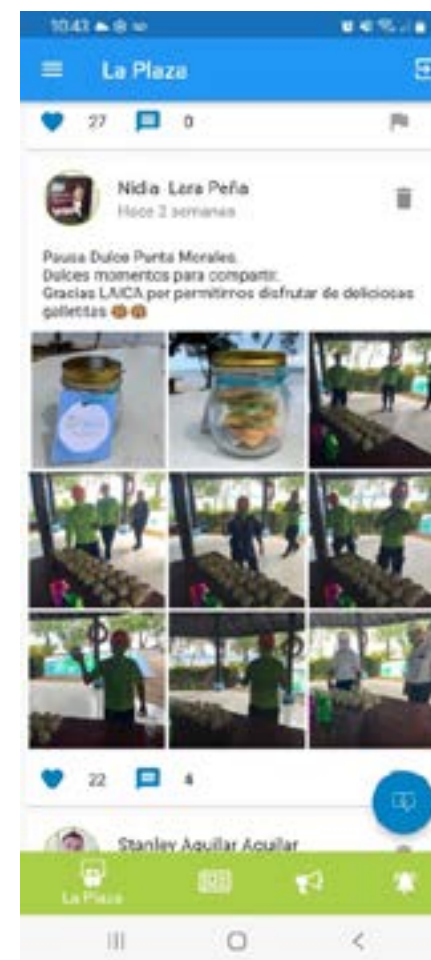 10:43
La Plaza
27 0
Nidia Lara Peña
Hace 2 semanas
Pausa Dulce Punta Morales.
Dulces momentos para compartir.
Gracias LAICA por permitirnos disfrutar de deliciosas
galletitas
22 4
Stanley Aguilar Aguilar
La Plaza